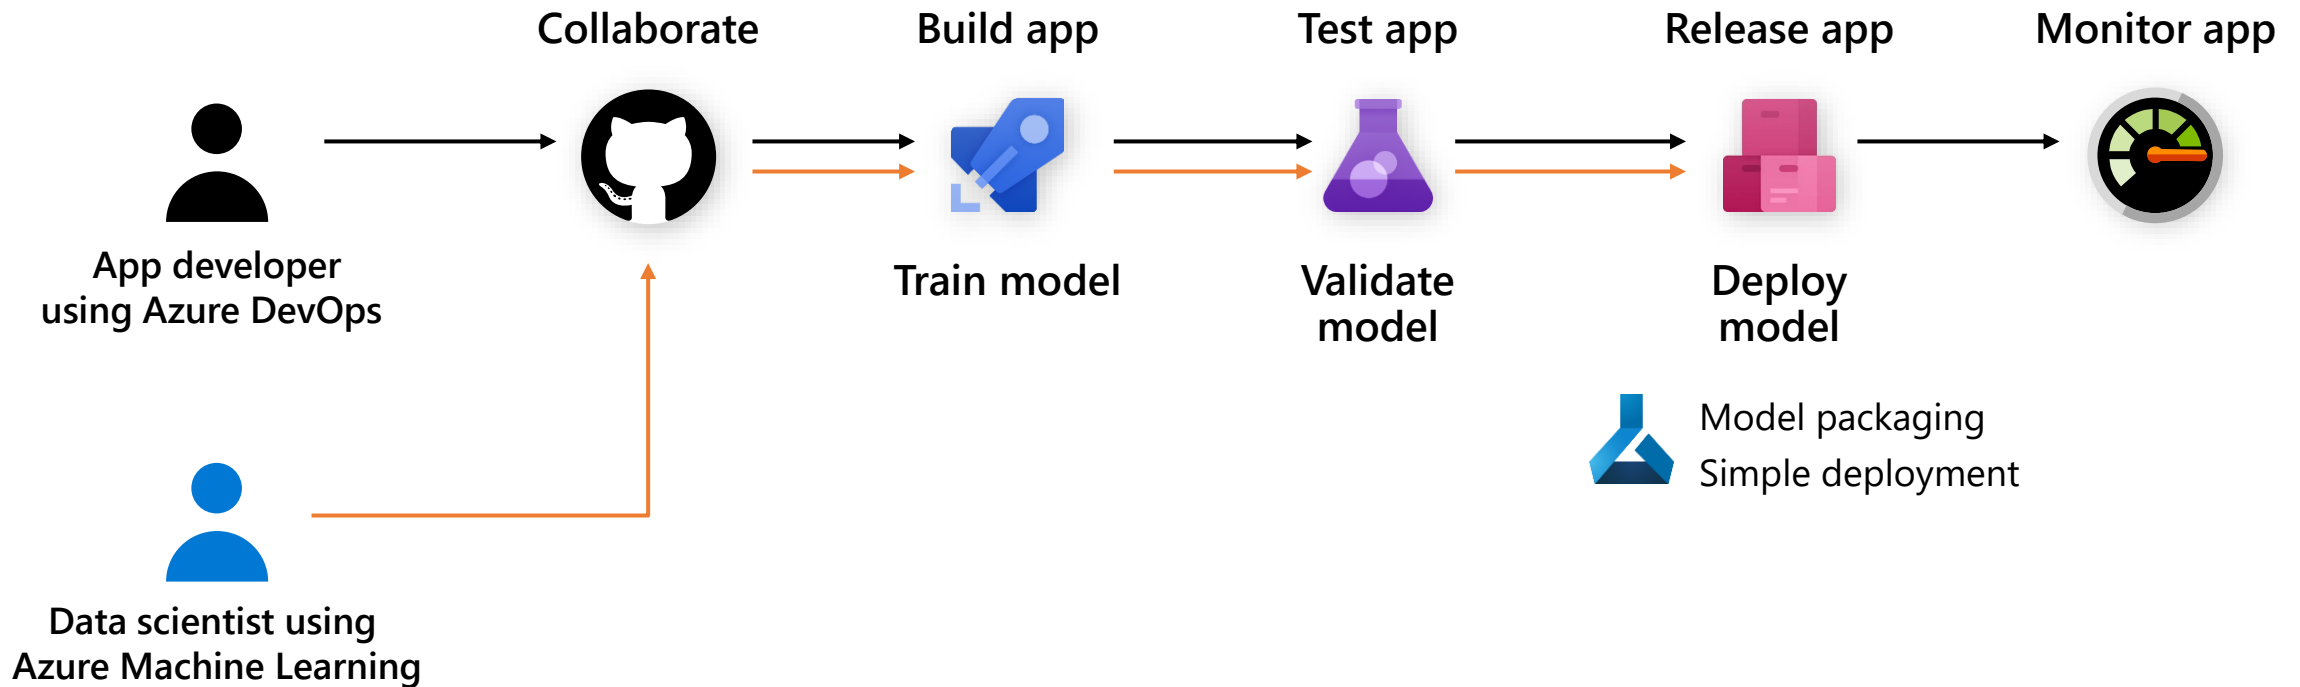 Collaborate
Build app
Test app
Release app
Monitor app
App developer
using Azure DevOps
Train model
Validate
model
Deploy
model
Model packaging
Simple deployment
Data scientist using
Azure Machine Learning